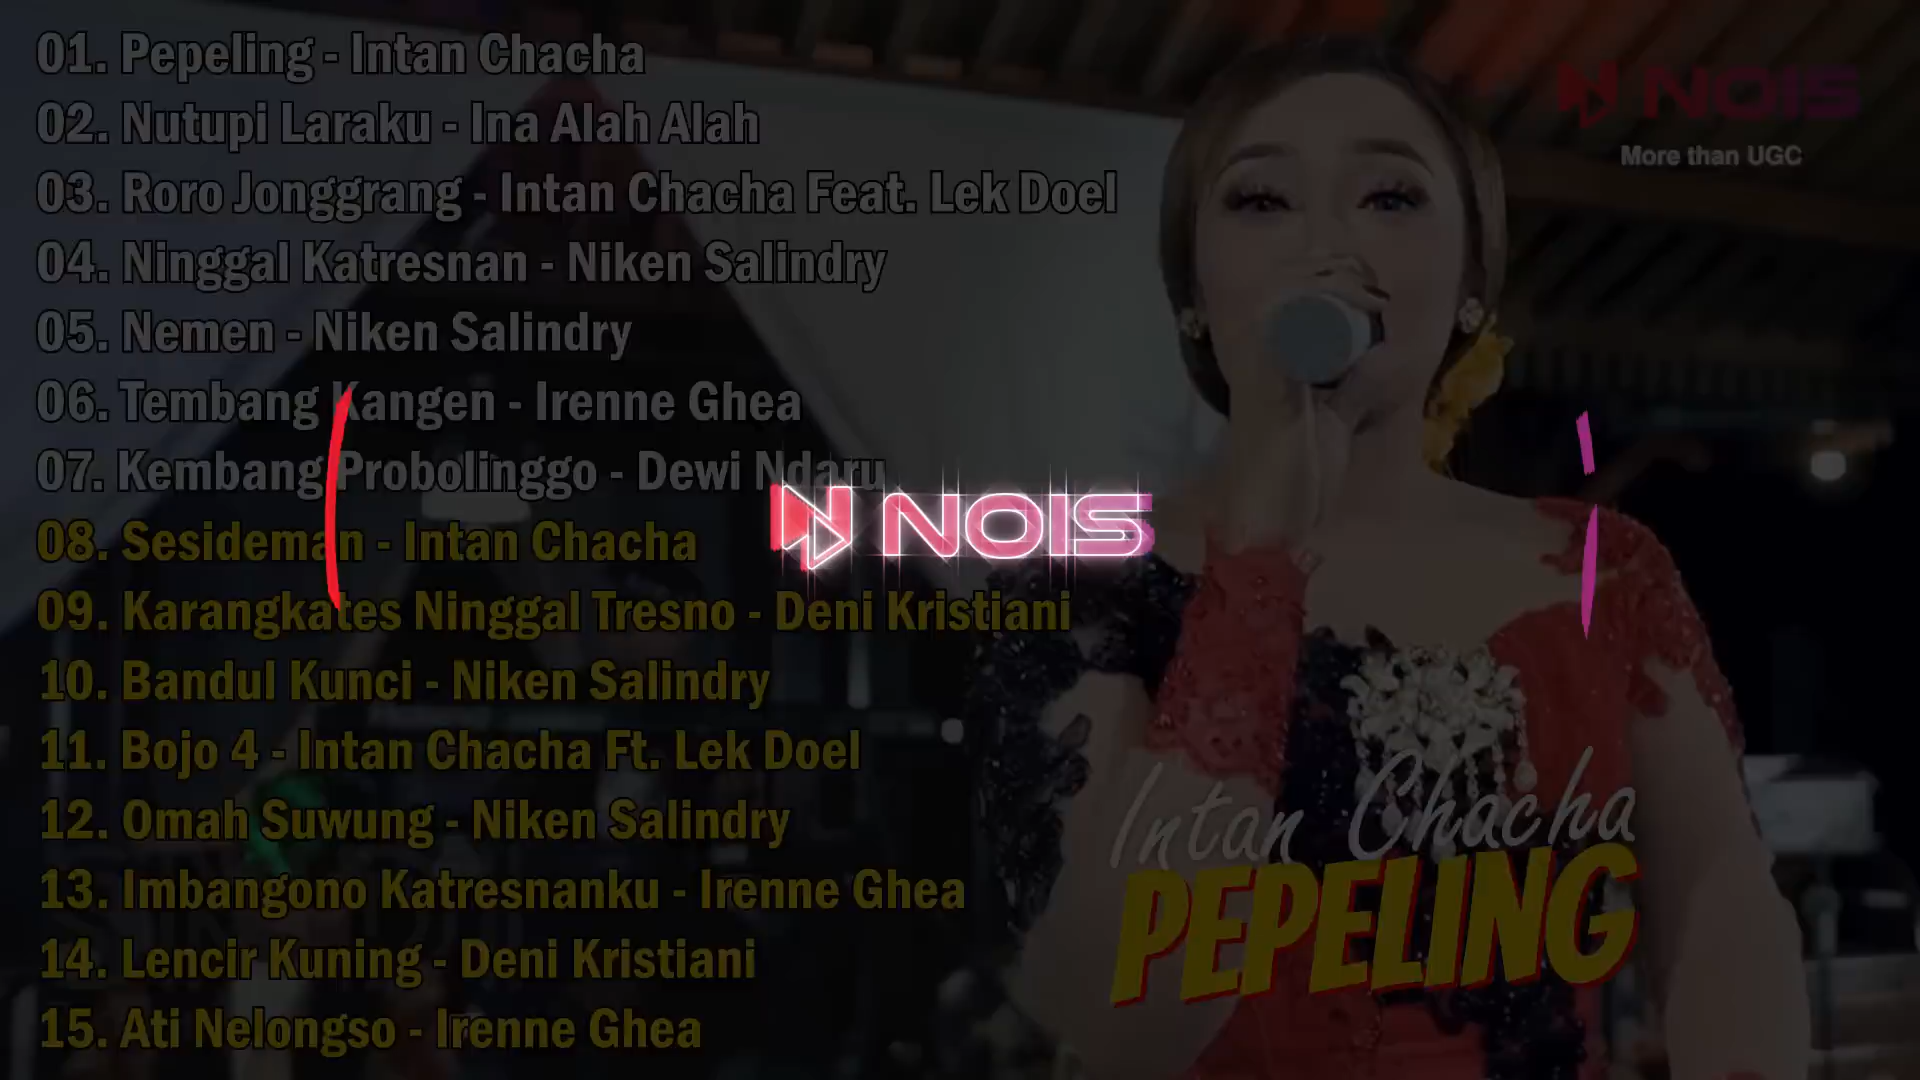 01. Pepeling - Intan Chacha
02. Nutupi Laraku - Ina Alah Alah
03. Roro Jonggrang - Intan Chacha Feat. Lek Doel
04. Ninggal Katresnan - Niken Salindry
05. Nemen - Niken Salindry
06. Tembang Kangen - Irenne Ghea
07. Kembang Probolinggo - Dewi Ndaru
08. Sesideman - Intan Chacha
09. Karangkates Ninggal Tresno - Deni Kristiani
10. Bandul Kunci - Niken Salindry
11. Bojo 4 - Intan Chacha Ft. Lek Doel
12. Omah Suwung - Niken Salindry
13. Imbangono Katresnanku - Irenne Ghea
14. Lencir Kuning - Deni Kristiani
15. Ati Nelongso - Irenne Ghea
NOIS
More than UGC
NOIS
Intan Chacha
PEPELING